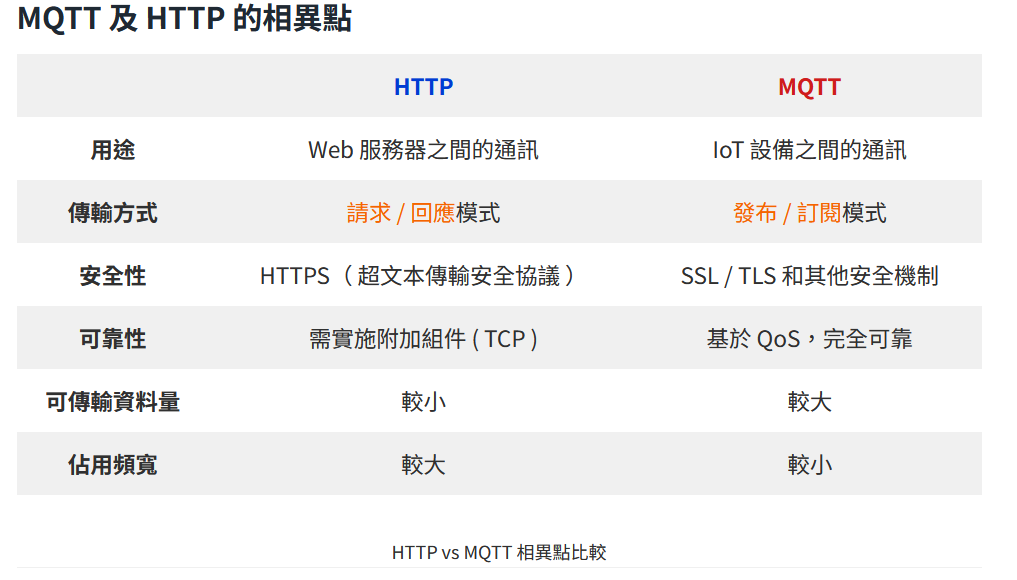 MQTT 及 HTTP 的相異點
HTTP MQTT
用途 Web 服務器之間的通訊 IoT 設備之間的通訊
傳輸方式 請求 / 回應模式 發布 / 訂閱模式
安全性 HTTPS（ 超文本傳輸安全協議 ） SSL / TLS 和其他安全機制
可靠性 需實施附加組件 ( TCP ) 基於 QoS，完全可靠
可傳輸資料量 較小 較大
佔用頻寬 較大 較小
HTTP vs MQTT 相異點比較